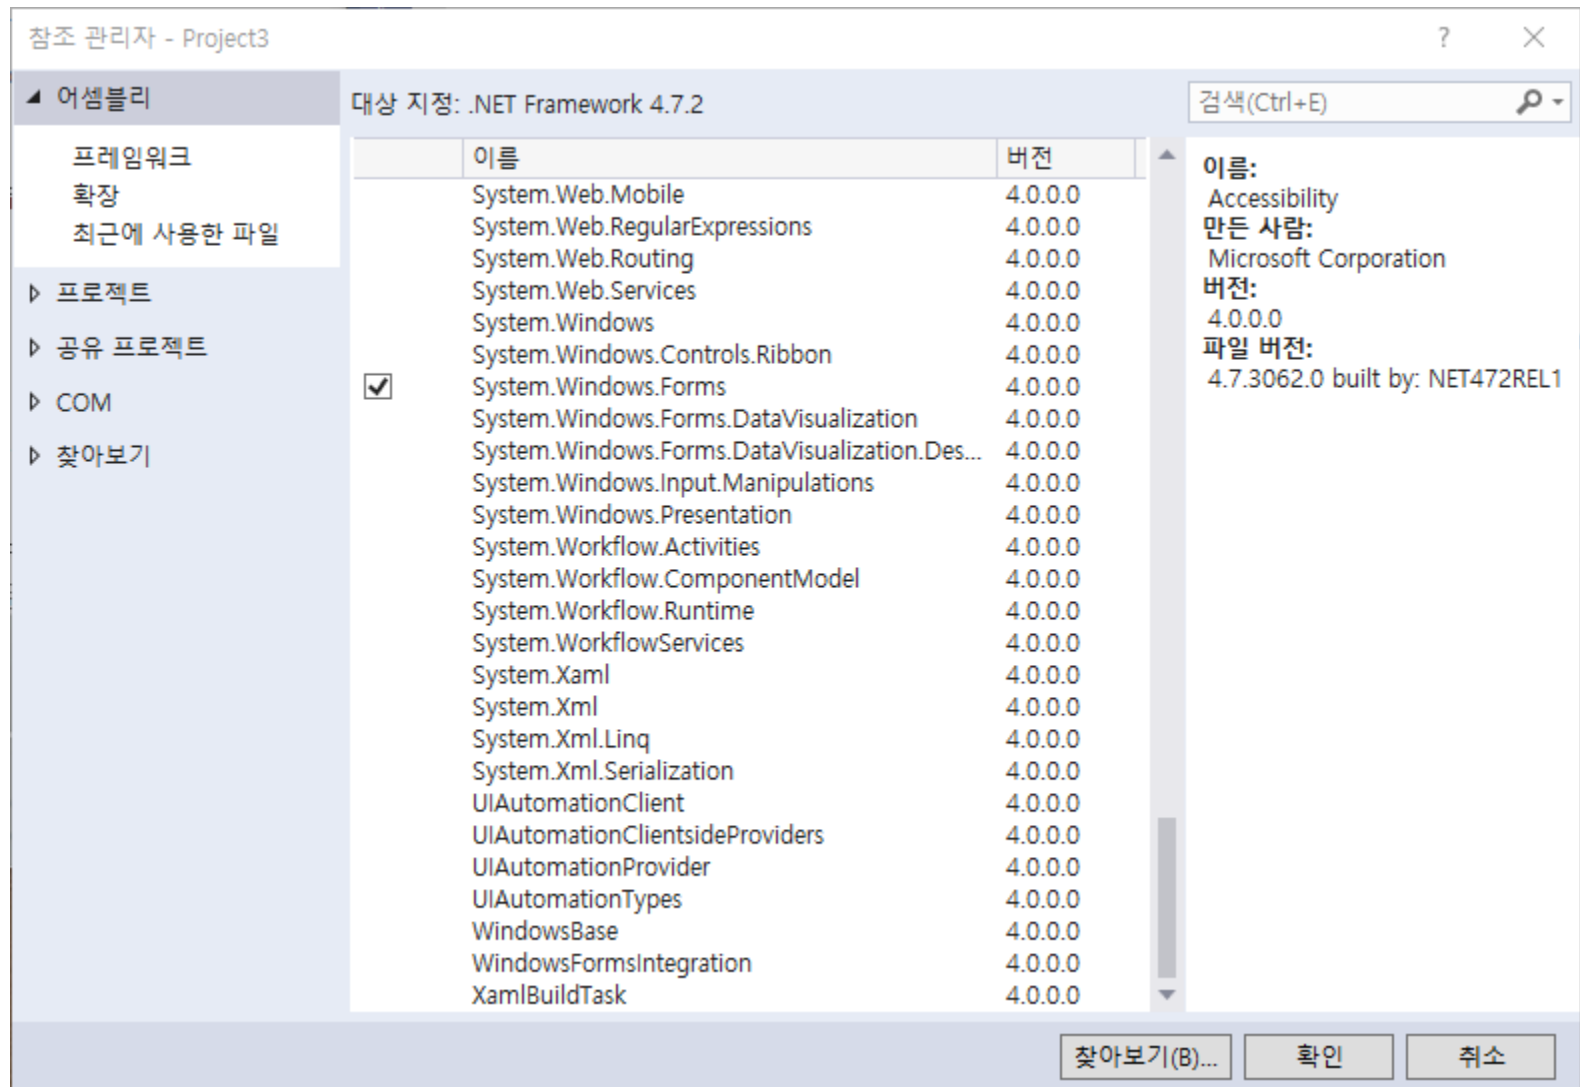 참조 관리자 - Project3
?
어셈블리
프레임워크
확장
최근에 사용한 파일
프로젝트
공유 프로젝트
COM
찾아보기
대상 지정: .NET Framework 4.7.2
검색(Ctrl+E)
이름 버전
System.Web.Mobile 4.0.0.0
System.Web.RegularExpressions 4.0.0.0
System.Web.Routing 4.0.0.0
System.Web.Services 4.0.0.0
System.Windows 4.0.0.0
System.Windows.Controls.Ribbon 4.0.0.0
System.Windows.Forms 4.0.0.0
System.Windows.Forms.DataVisualization 4.0.0.0
System.Windows.Forms.DataVisualization.Des... 4.0.0.0
System.Windows.Input.Manipulations 4.0.0.0
System.Windows.Presentation 4.0.0.0
System.Workflow.Activities 4.0.0.0
System.Workflow.ComponentModel 4.0.0.0
System.Workflow.Runtime 4.0.0.0
System.WorkflowServices 4.0.0.0
System.Xaml 4.0.0.0
System.Xml 4.0.0.0
System.Xml.Linq 4.0.0.0
System.Xml.Serialization 4.0.0.0
UIAutomationClient 4.0.0.0
UIAutomationClientsideProviders 4.0.0.0
UIAutomationProvider 4.0.0.0
UIAutomationTypes 4.0.0.0
WindowsBase 4.0.0.0
WindowsFormsIntegration 4.0.0.0
XamlBuildTask 4.0.0.0
이름:
Accessibility
만든 사람:
Microsoft Corporation
버전:
4.0.0.0
파일 버전:
4.7.3062.0 built by: NET472REL1
찾아보기(B)... 확인 취소